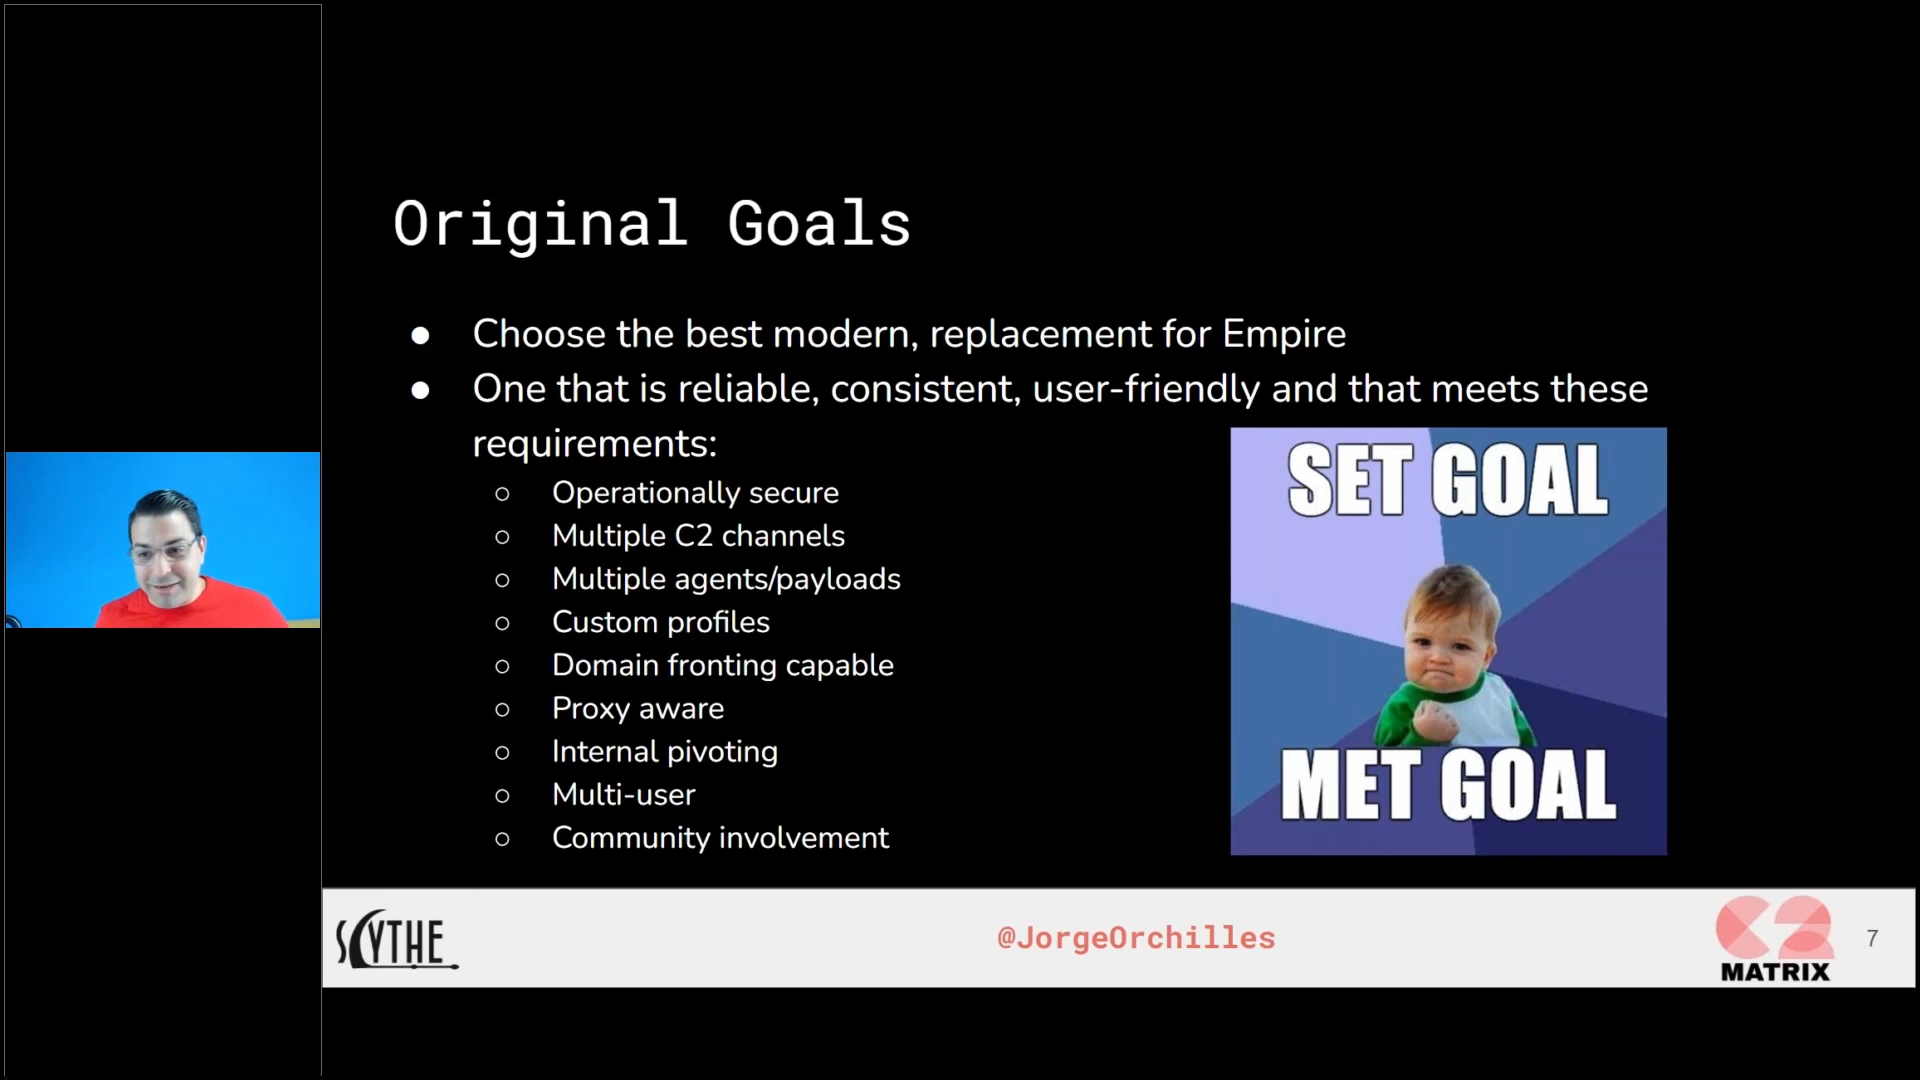 Original Goals
● Choose the best modern, replacement for Empire
● One that is reliable, consistent, user-friendly and that meets these
requirements:
○ Operationally secure
○ Multiple C2 channels
○ Multiple agents/payloads
○ Custom profiles
○ Domain fronting capable
○ Proxy aware
○ Internal pivoting
○ Multi-user
○ Community involvement
SET GOAL
MET GOAL
SCYTHE
@JorgeOrchilles
C2
MATRIX
7